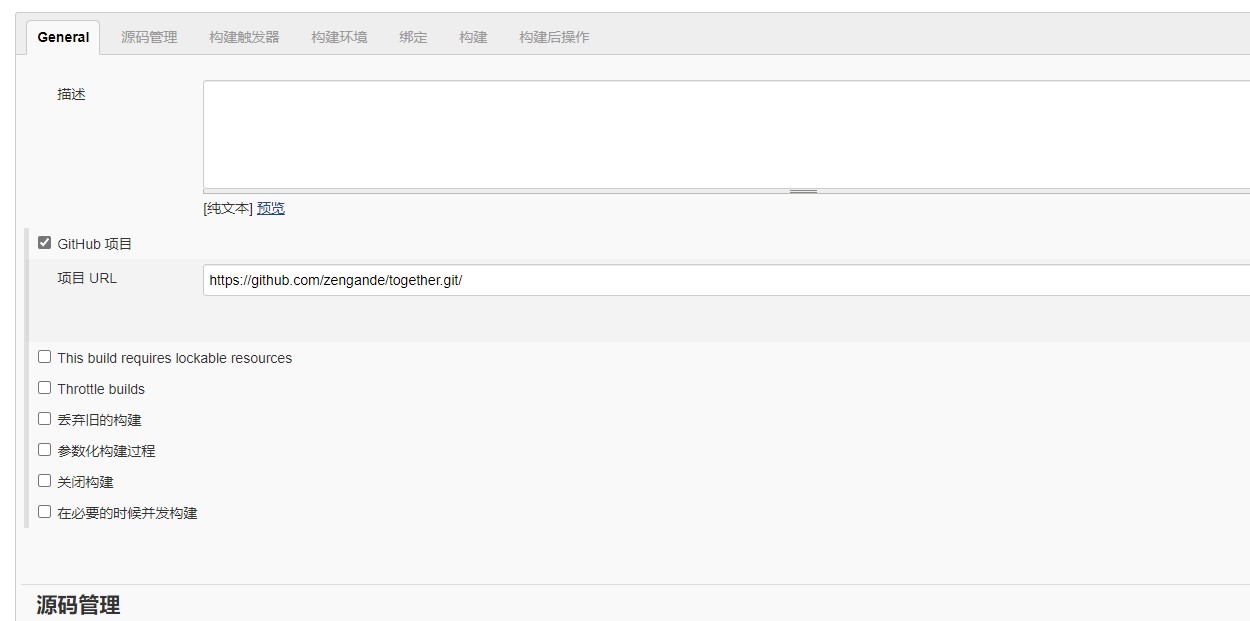 General 源码管理 构建触发器 构建环境 绑定 构建 构建后操作
描述
[纯文本] 预览
GitHub 项目
项目 URL https://github.com/zengande/together.git/
This build requires lockable resources
Throttle builds
丢弃旧的构建
参数化构建过程
关闭构建
在必要的时候并发构建
源码管理